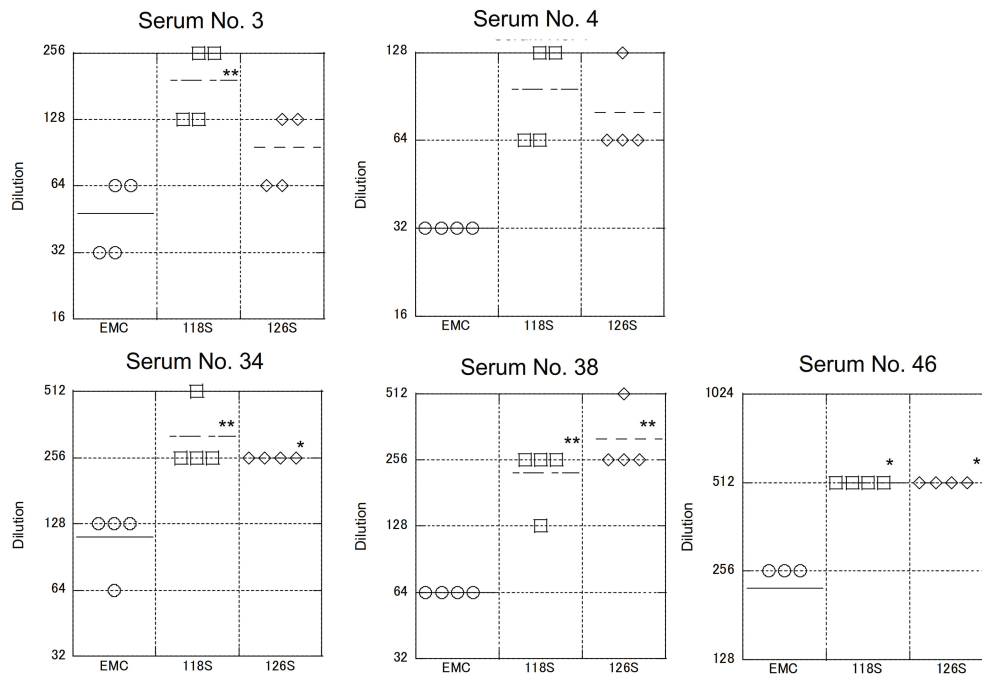 Serum No. 3
256
128
64
32
16
Dilution
**
EMC 118S 126S
Serum No. 4
128
64
32
16
Dilution
EMC 118S 126S
Serum No. 34
512
256
128
64
32
Dilution
**
*
EMC 118S 126S
Serum No. 38
512
256
128
64
32
Dilution
**
**
EMC 118S 126S
Serum No. 46
1024
512
256
128
Dilution
*
*
EMC 118S 126S